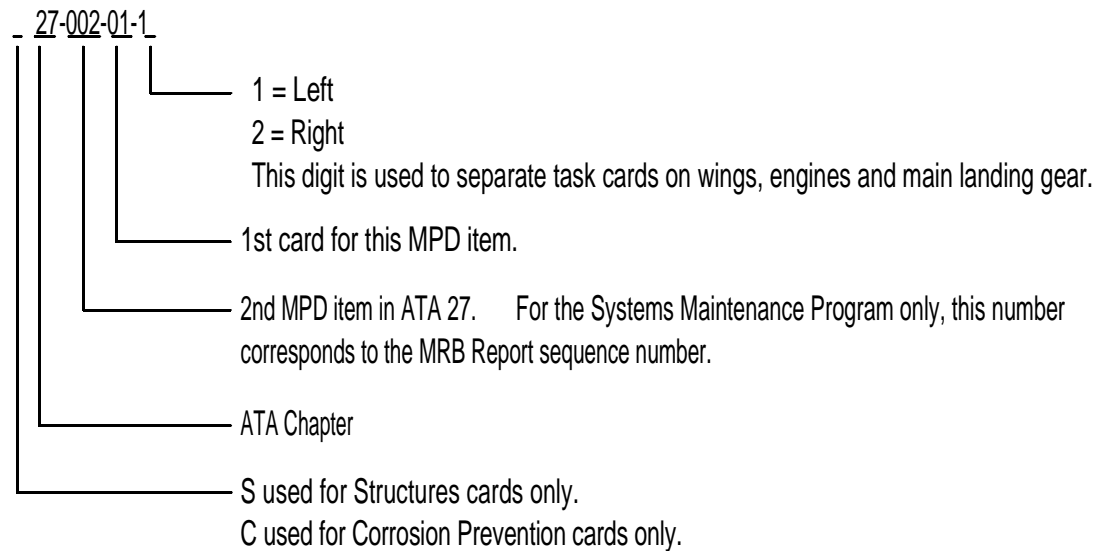 _ 27-002-01-1
1 = Left
2 = Right
This digit is used to separate task cards on wings, engines and main landing gear.
1st card for this MPD item.
2nd MPD item in ATA 27. For the Systems Maintenance Program only, this number
corresponds to the MRB Report sequence number.
ATA Chapter
S used for Structures cards only.
C used for Corrosion Prevention cards only.